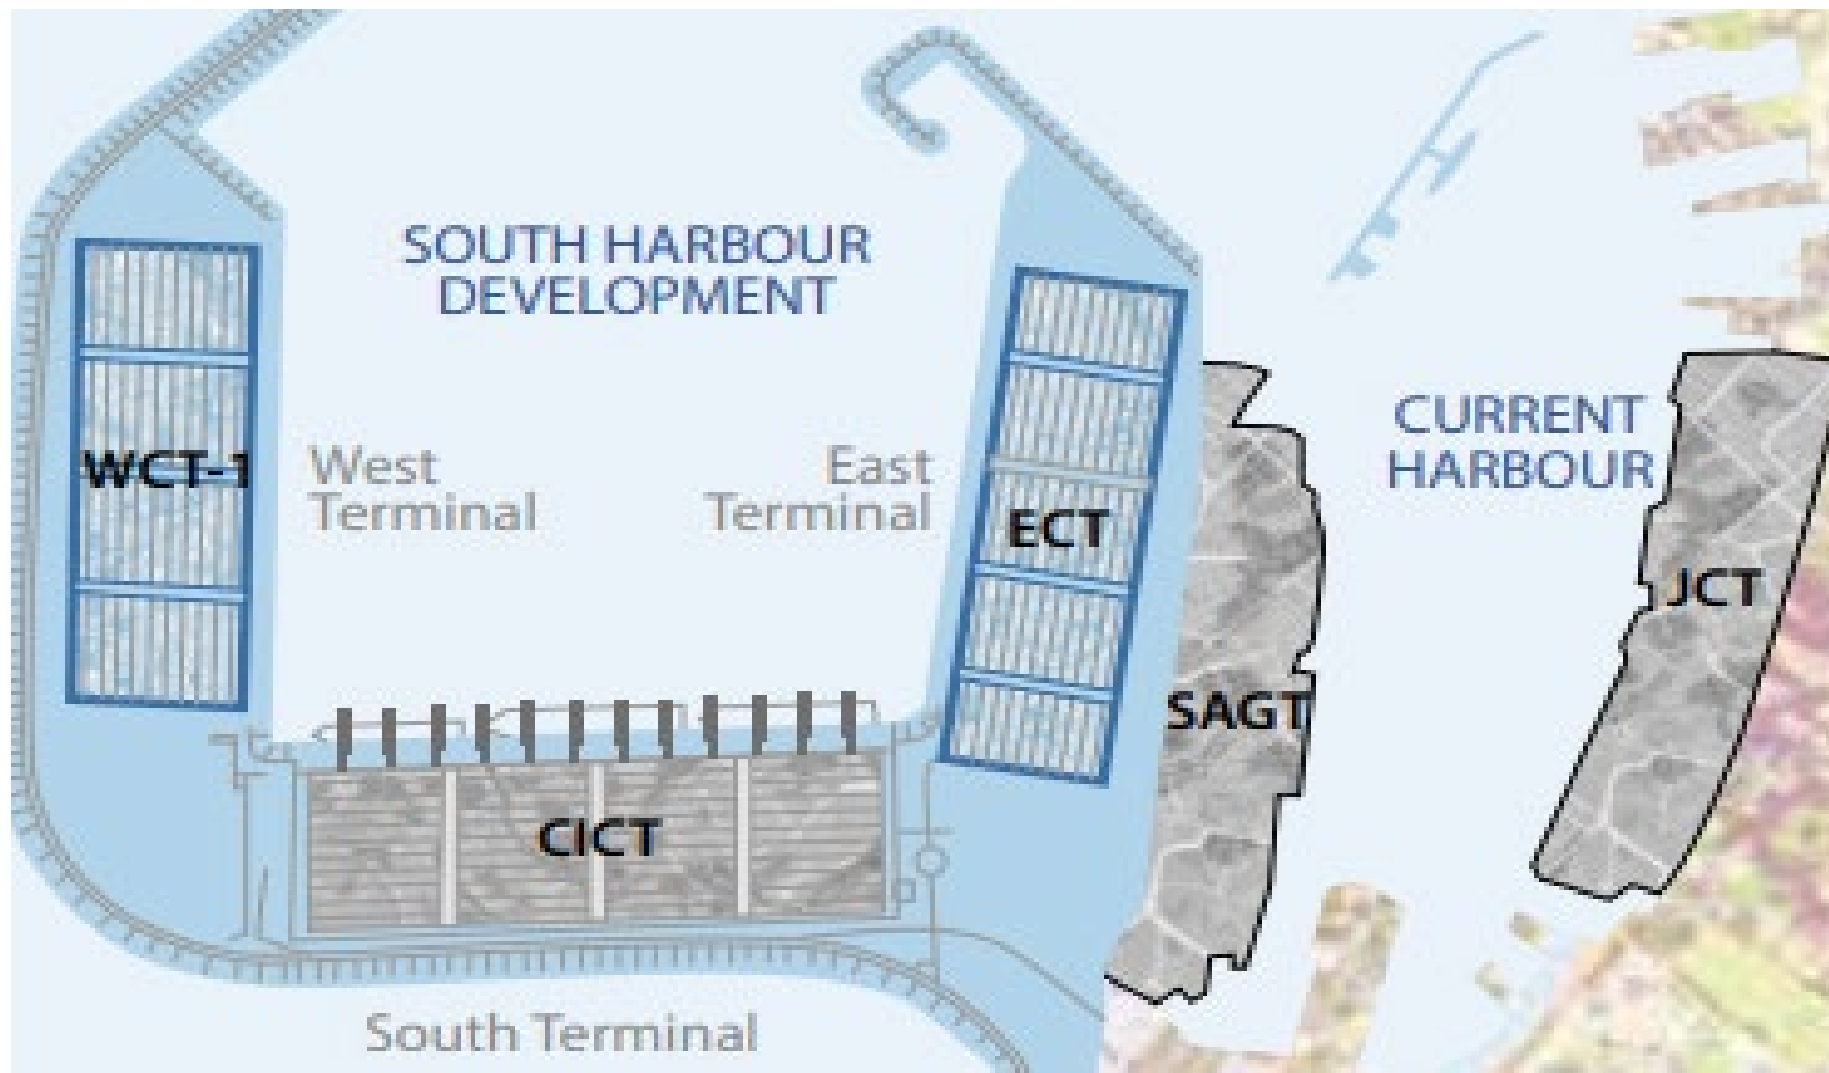 SOUTH HARBOUR
DEVELOPMENT
CURRENT
HARBOUR
WCT-1
West
Terminal
East
Terminal
ECT
JCT
SAGT
CICT
South Terminal